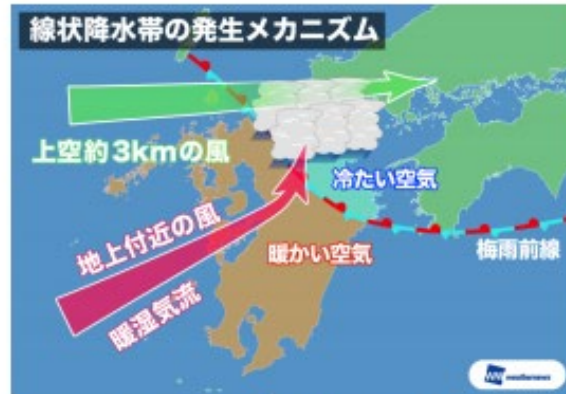 線状降水帯の発生メカニズム
上空約3kmの風
冷たい空気
地上付近の風
暖かい空気
梅雨前線
暖湿気流
weathernews